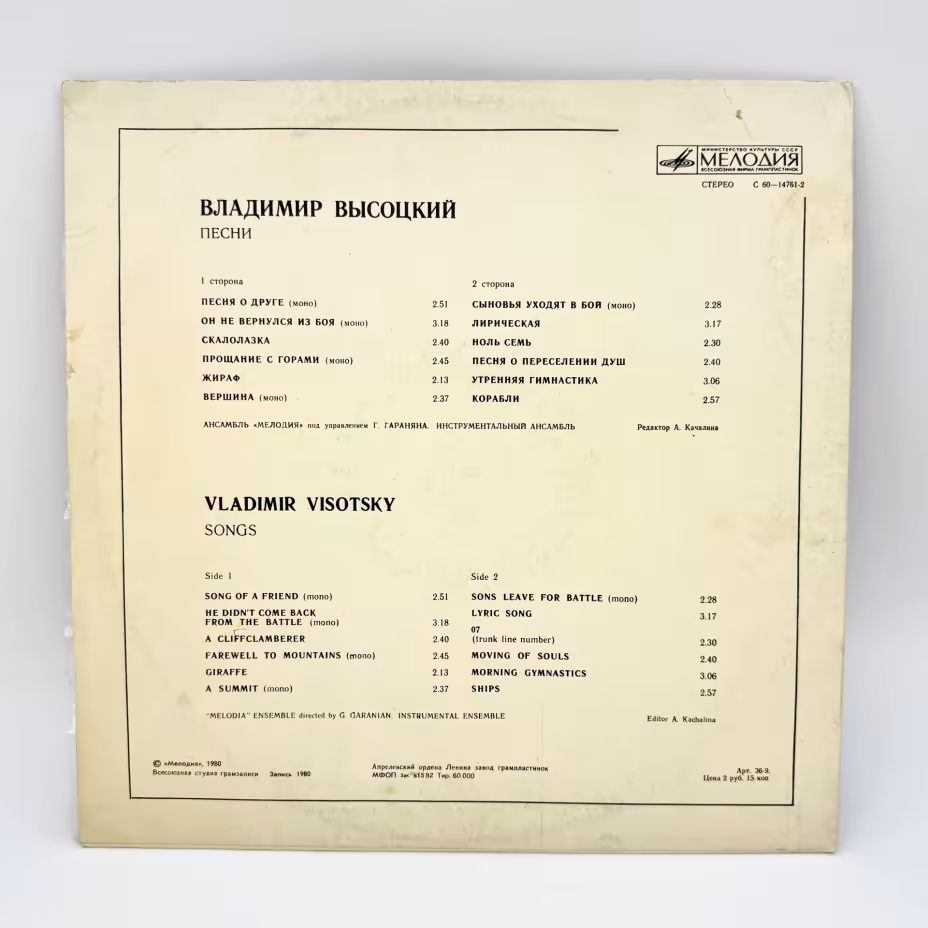 МИНИСТЕРСТВО КУЛЬТУРЫ СССР
МЕЛОДИЯ
ВСЕСОЮЗНАЯ ФИРМА ГРАМПЛАСТИНОК
СТЕРЕО С 60—14761-2
ВЛАДИМИР ВЫСОЦКИЙ
ПЕСНИ
1 сторона
ПЕСНЯ О ДРУГЕ (моно) 2.51
ОН НЕ ВЕРНУЛСЯ ИЗ БОЯ (моно) 3.18
СКАЛОЛАЗКА 2.40
ПРОЩАНИЕ С ГОРАМИ (моно) 2.45
ЖИРАФ 2.13
ВЕРШИНА (моно) 2.37
2 сторона
СЫНОВЬЯ УХОДЯТ В БОЙ (моно) 2.28
ЛИРИЧЕСКАЯ 3.17
НОЛЬ СЕМЬ 2.30
ПЕСНЯ О ПЕРЕСЕЛЕНИИ ДУШ 2.40
УТРЕННЯЯ ГИМНАСТИКА 3.06
КОРАБЛИ 2.57
АНСАМБЛЬ «МЕЛОДИЯ» под управлением Г. ГАРАНЯНА. ИНСТРУМЕНТАЛЬНЫЙ АНСАМБЛЬ
Редактор А. Качалина
VLADIMIR VISOTSKY
SONGS
Side 1
SONG OF A FRIEND (mono) 2.51
HE DIDN'T COME BACK
FROM THE BATTLE (mono) 3.18
A CLIFFCLAMBERER 2.40
FAREWELL TO MOUNTAINS (mono) 2.45
GIRAFFE 2.13
A SUMMIT (mono) 2.37
Side 2
SONS LEAVE FOR BATTLE (mono) 2.28
LYRIC SONG 3.17
07
(trunk line number) 2.30
MOVING OF SOULS 2.40
MORNING GYMNASTICS 3.06
SHIPS 2.57
"MELODIA" ENSEMBLE directed by G. GARANIAN. INSTRUMENTAL ENSEMBLE
Editor A. Kachalina
© «Мелодия», 1980
Всесоюзная студия грамзаписи Запись 1980
Апрелевский ордена Ленина завод грампластинок
МФОП Тир. 60 000
Арт. 36-9.
Цена 2 руб. 15 коп